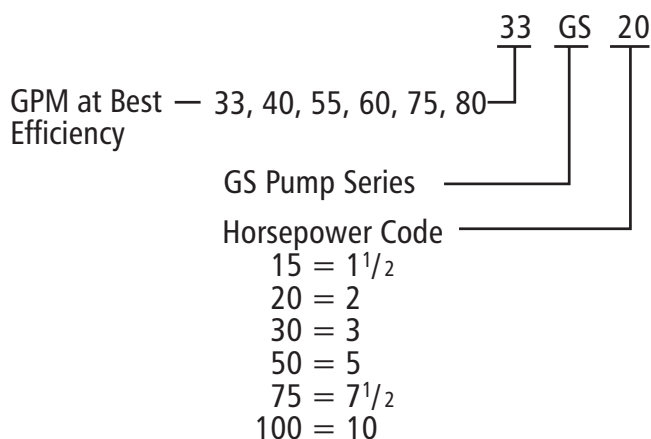 33 GS 20
GPM at Best — 33, 40, 55, 60, 75, 80
Efficiency
GS Pump Series
Horsepower Code
15 = 1 1/2
20 = 2
30 = 3
50 = 5
75 = 7 1/2
100 = 10